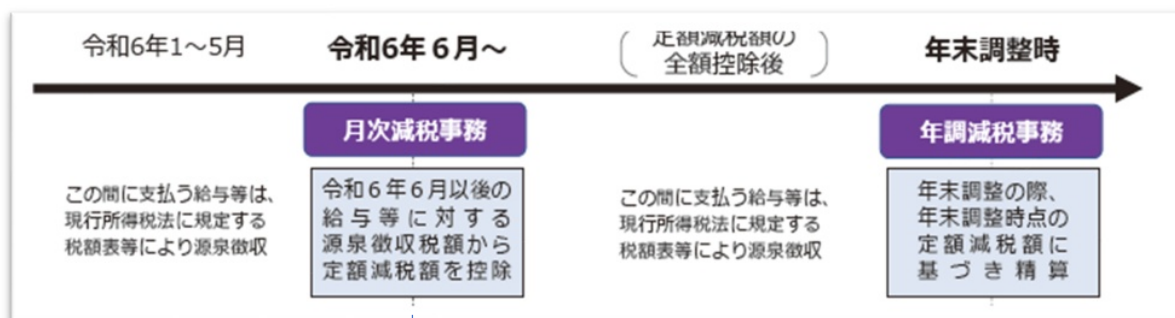 令和6年1～5月
令和6年６月～
定額減税額の
全額控除後
年末調整時
月次減税事務
年調減税事務
この間に支払う給与等は、
現行所得税法に規定する
税額表等により源泉徴収
令和６年６月以後の
給与等に対する
源泉徴収税額から
定額減税額を控除
この間に支払う給与等は、
現行所得税法に規定する
税額表等により源泉徴収
年末調整の際、
年末調整時点の
定額減税額に
基づき精算